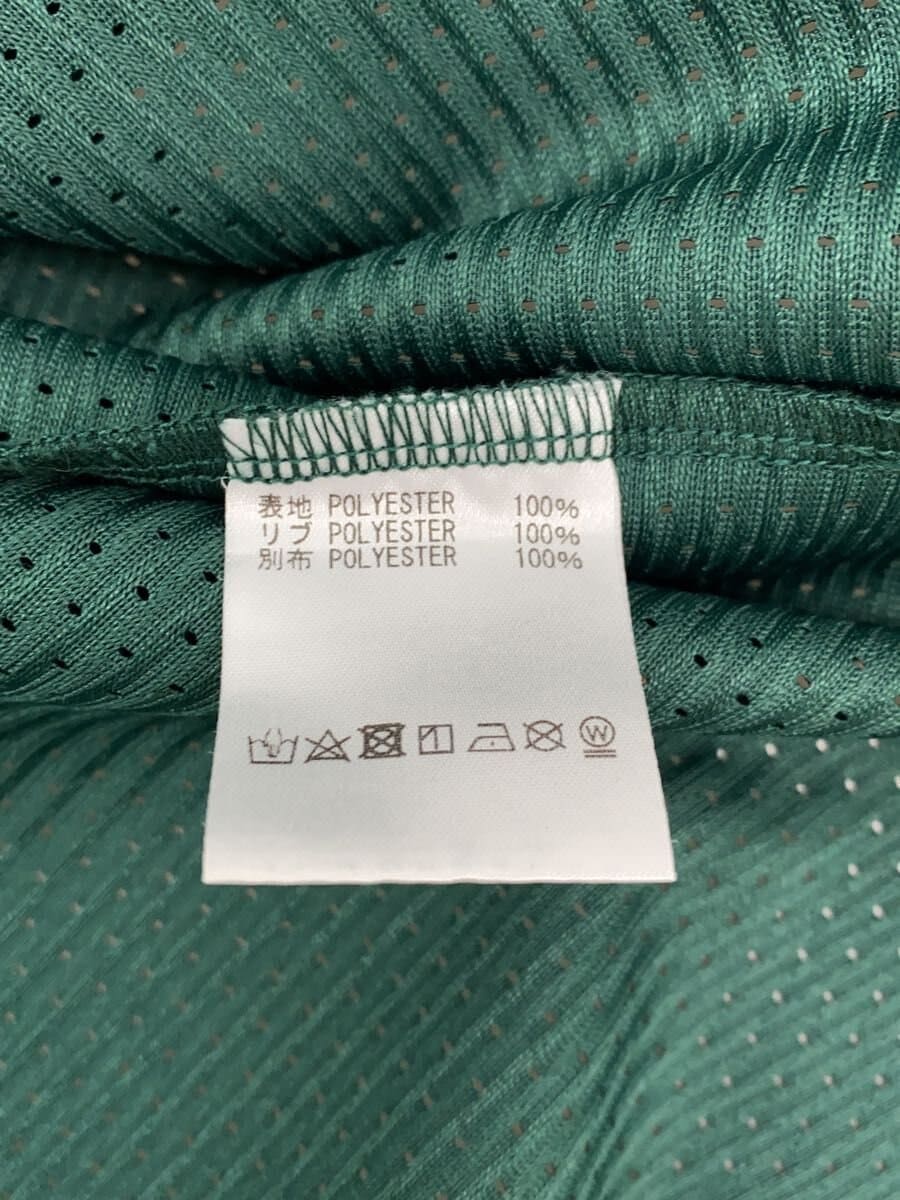 表地 POLYESTER 100%
リブ POLYESTER 100%
別布 POLYESTER 100%
W